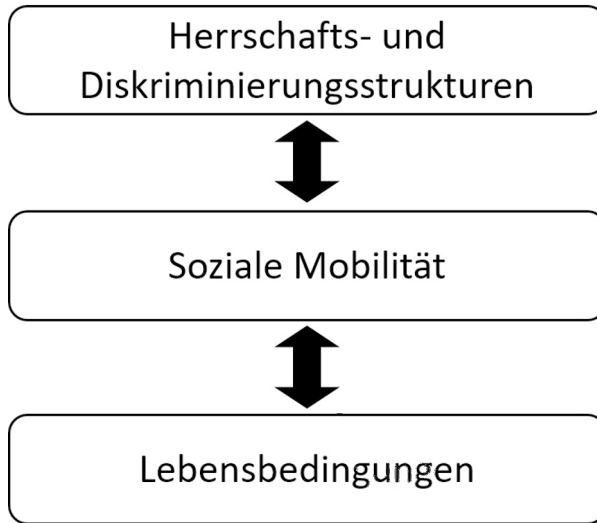 Herrschafts- und
Diskriminierungsstrukturen
Soziale Mobilität
Lebensbedingungen